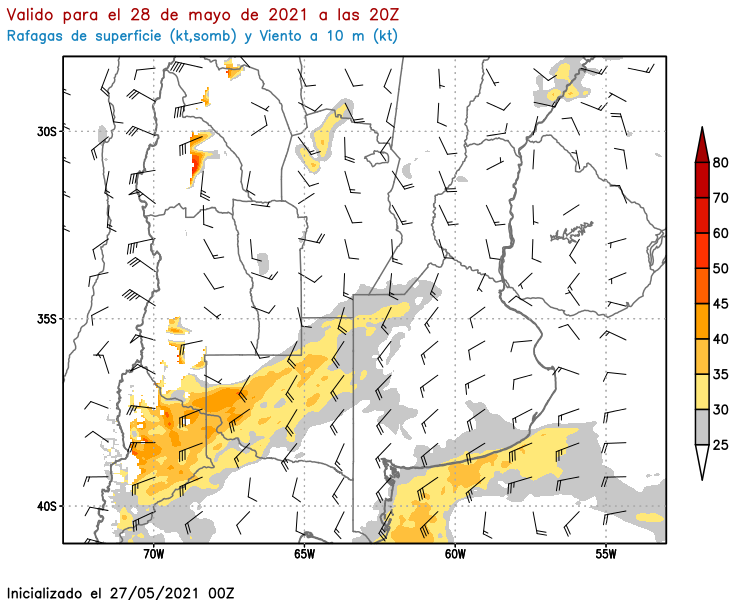 Valido para el 28 de mayo de 2021 a las 20Z
Rafagas de superficie (kt,somb) y Viento a 10 m (kt)
30S
35S
40S
70W
65W
60W
55W
80
70
60
50
45
40
35
30
25
Inicializado el 27/05/2021 00Z